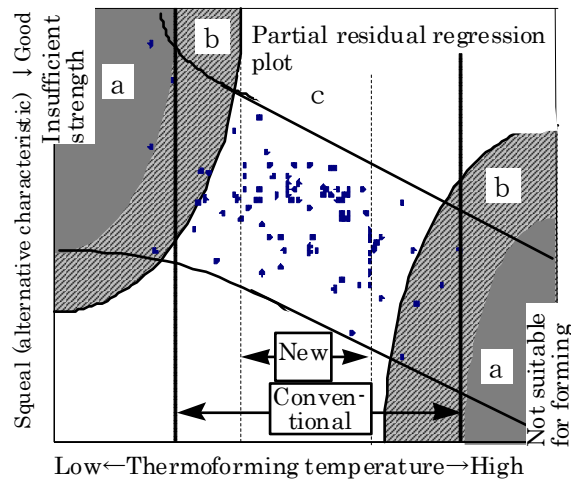 Squeal (alternative characteristic) ↓ Good
Insufficient
strength
a
b
Partial residual regression
plot
c
b
a
New
Conven-
tional
Not suitable
for forming
Low←Thermoforming temperature→High